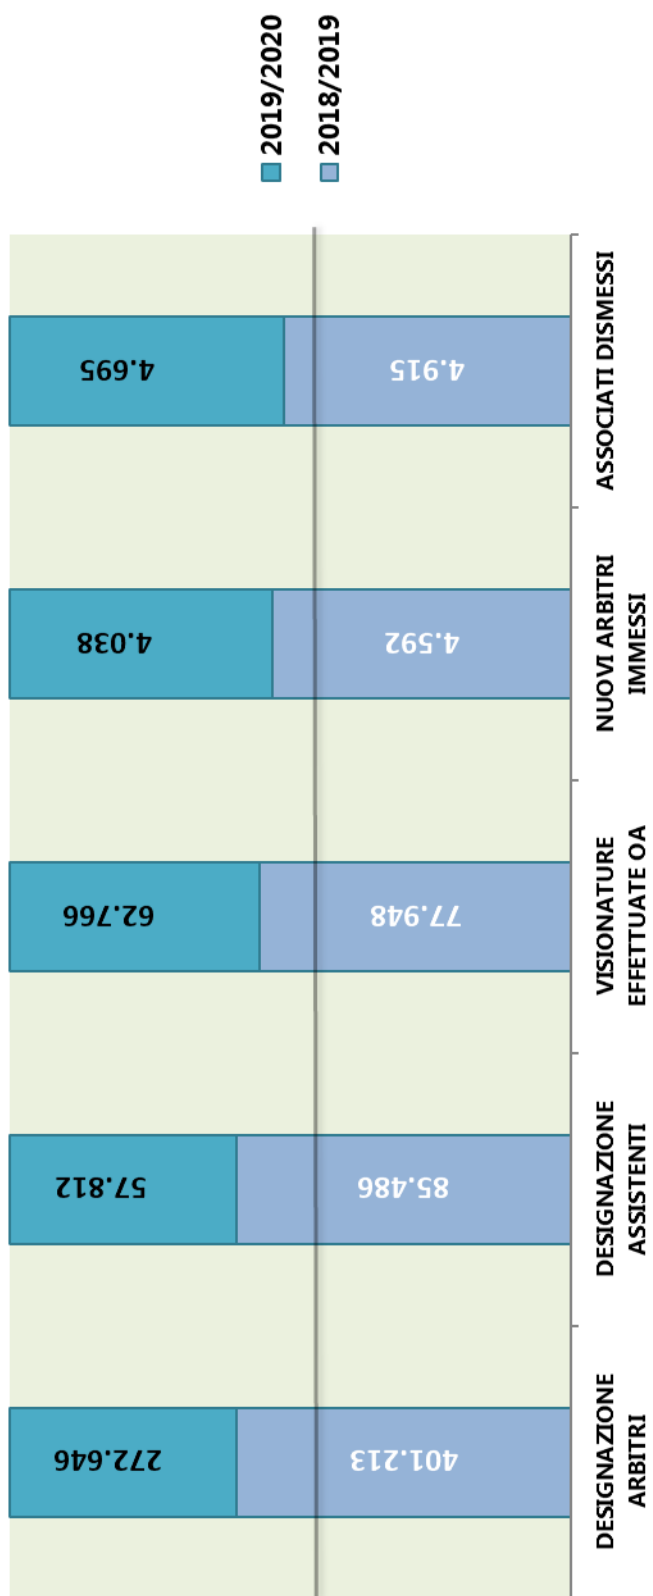 2019/2020
2018/2019
4.695
4.915
ASSOCIATI DISMESSI
4.038
4.592
NUOVI ARBITRI
IMMESSI
62.766
77.948
VISIONATURE
EFFETTUATE OA
57.812
85.486
DESIGNAZIONE
ASSISTENTI
272.646
401.213
DESIGNAZIONE
ARBITRI